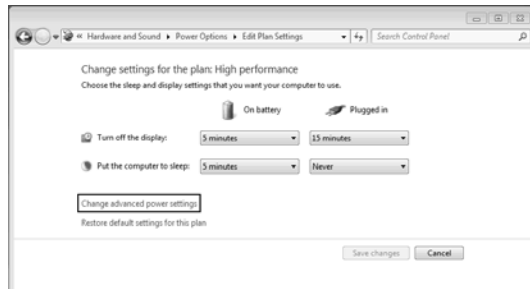 « Hardware and Sound ▸ Power Options ▸ Edit Plan Settings
Search Control Panel
Change settings for the plan: High performance
Choose the sleep and display settings that you want your computer to use.
On battery Plugged in
Turn off the display: 5 minutes 15 minutes
Put the computer to sleep: 5 minutes Never
Change advanced power settings
Restore default settings for this plan
Save changes Cancel